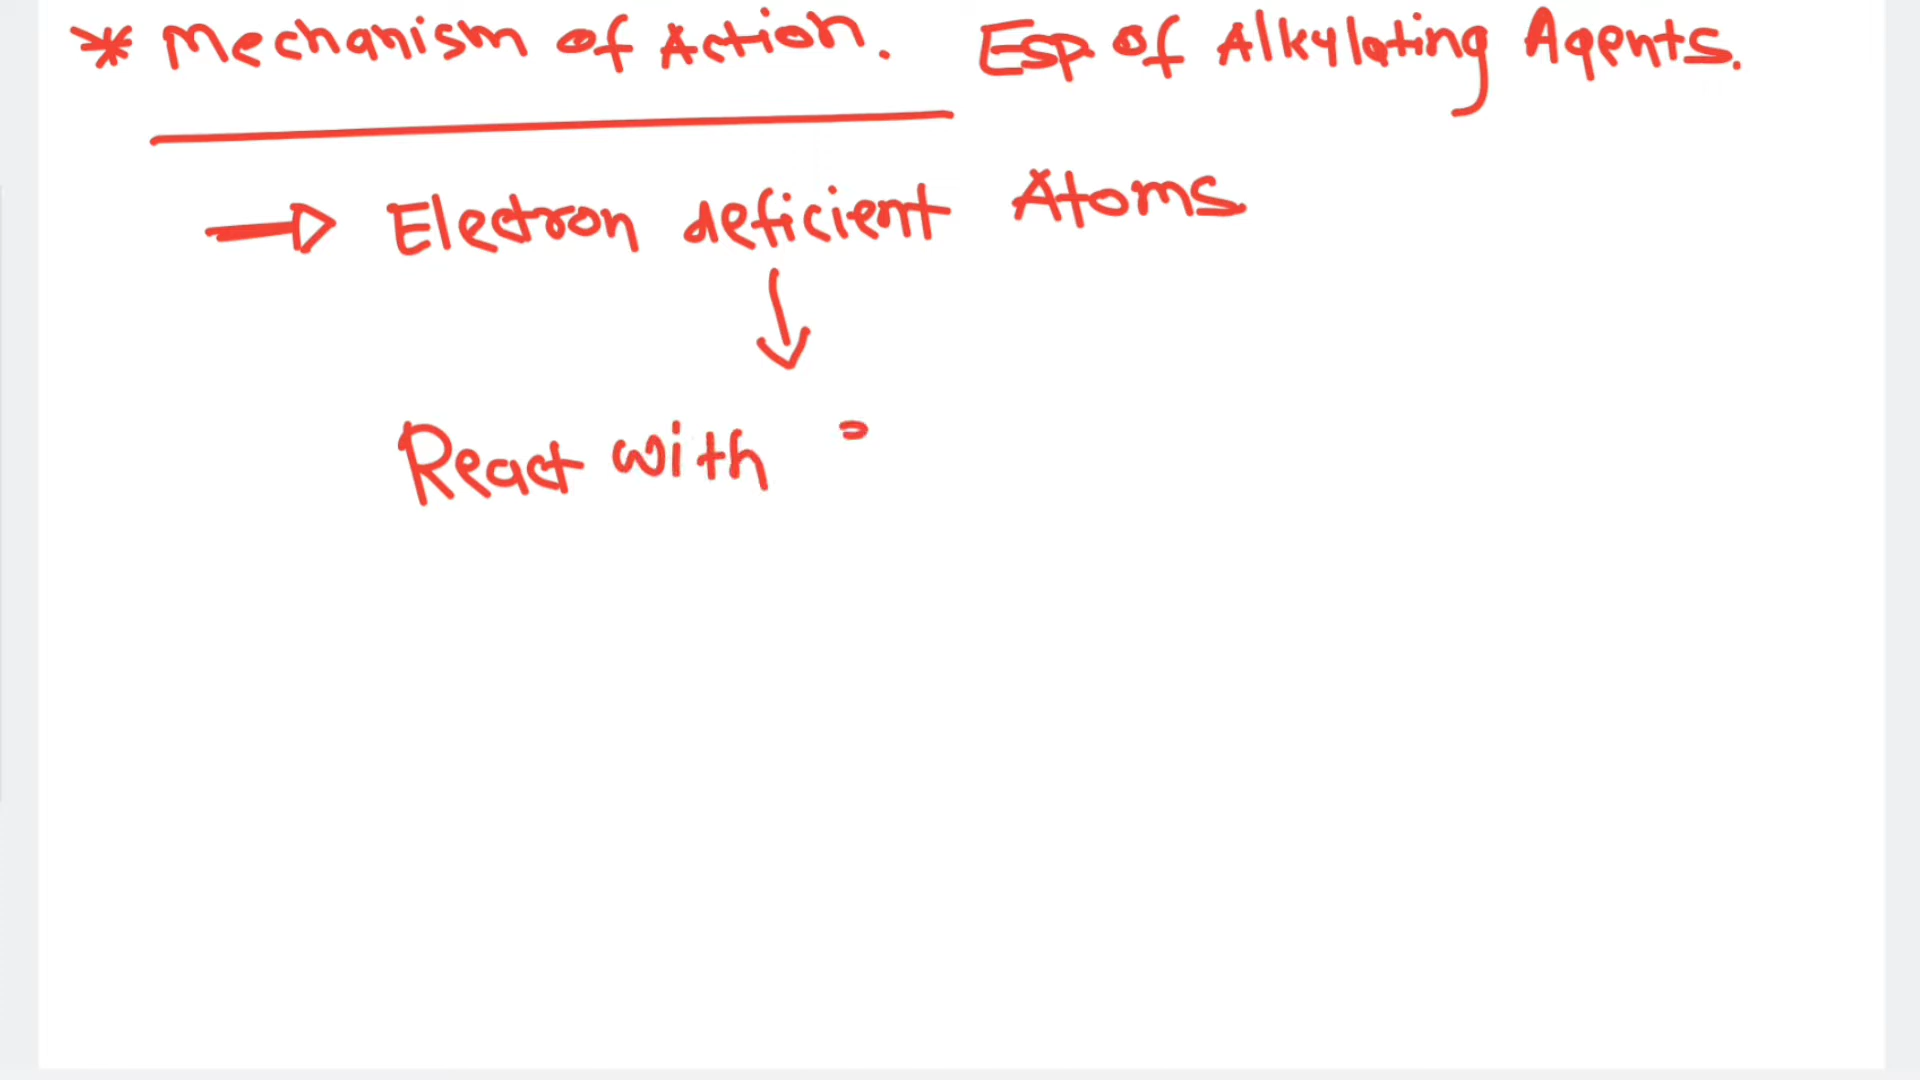 * Mechanism of Action. Esp of Alkylating Agents.
→ Electron deficient Atoms
↓
React with